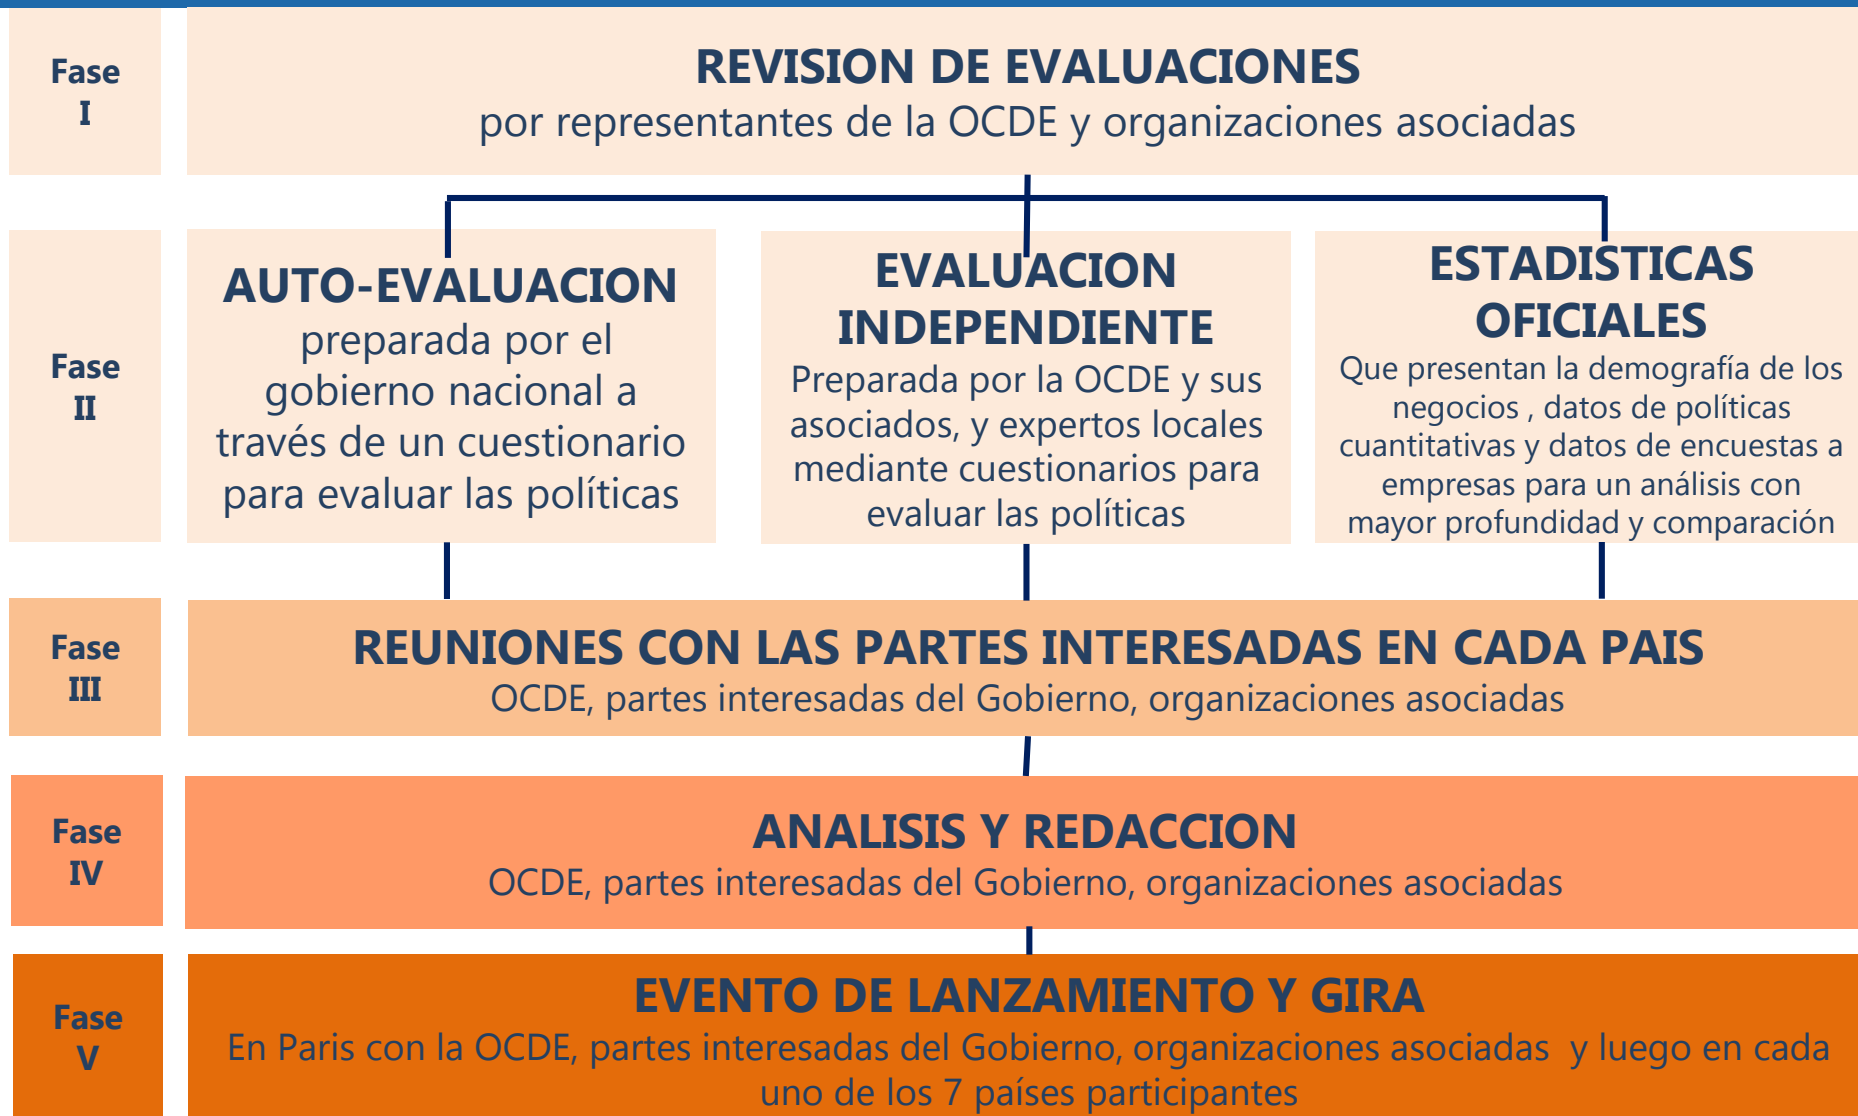 Fase
I
REVISION DE EVALUACIONES
por representantes de la OCDE y organizaciones asociadas
Fase
II
AUTO-EVALUACION
preparada por el
gobierno nacional a
través de un cuestionario
para evaluar las políticas
EVALUACION
INDEPENDIENTE
Preparada por la OCDE y sus
asociados, y expertos locales
mediante cuestionarios para
evaluar las políticas
ESTADISTICAS
OFICIALES
Que presentan la demografía de los
negocios , datos de políticas
cuantitativas y datos de encuestas a
empresas para un análisis con
mayor profundidad y comparación
Fase
III
REUNIONES CON LAS PARTES INTERESADAS EN CADA PAIS
OCDE, partes interesadas del Gobierno, organizaciones asociadas
Fase
IV
ANALISIS Y REDACCION
OCDE, partes interesadas del Gobierno, organizaciones asociadas
Fase
V
EVENTO DE LANZAMIENTO Y GIRA
En Paris con la OCDE, partes interesadas del Gobierno, organizaciones asociadas  y luego en cada
uno de los 7 países participantes